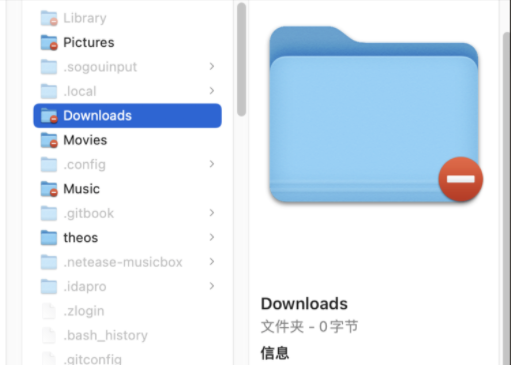 Library
Pictures
.sogouinput
.local
Downloads
Movies
.config
Music
.gitbook
theos
.netease-musicbox
.idapro
.zlogin
.bash_history
.gitconfig
Downloads
文件夹 - 0字节
信息